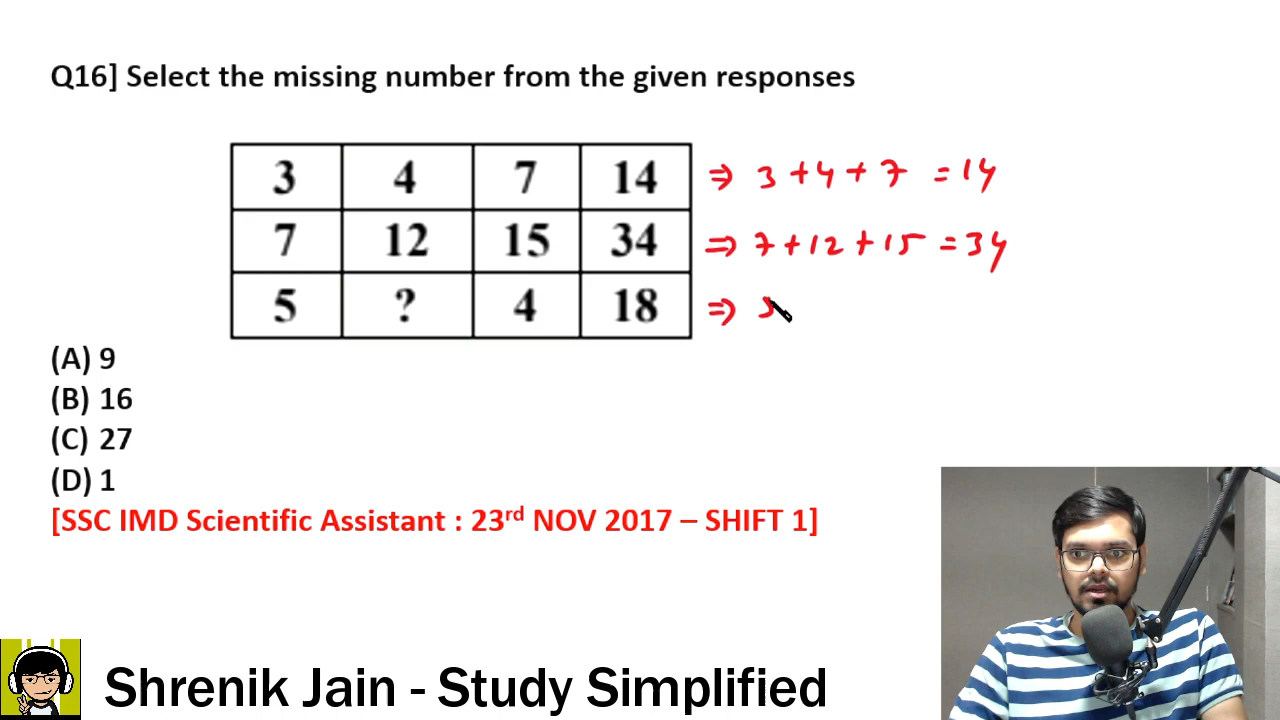 Q16] Select the missing number from the given responses
3 4 7 14 ⇒ 3 + 4 + 7 = 14
7 12 15 34 ⇒ 7 + 12 + 15 = 34
5 ? 4 18 ⇒
(A) 9
(B) 16
(C) 27
(D) 1
[SSC IMD Scientific Assistant : 23rd NOV 2017 – SHIFT 1]
Shrenik Jain - Study Simplified